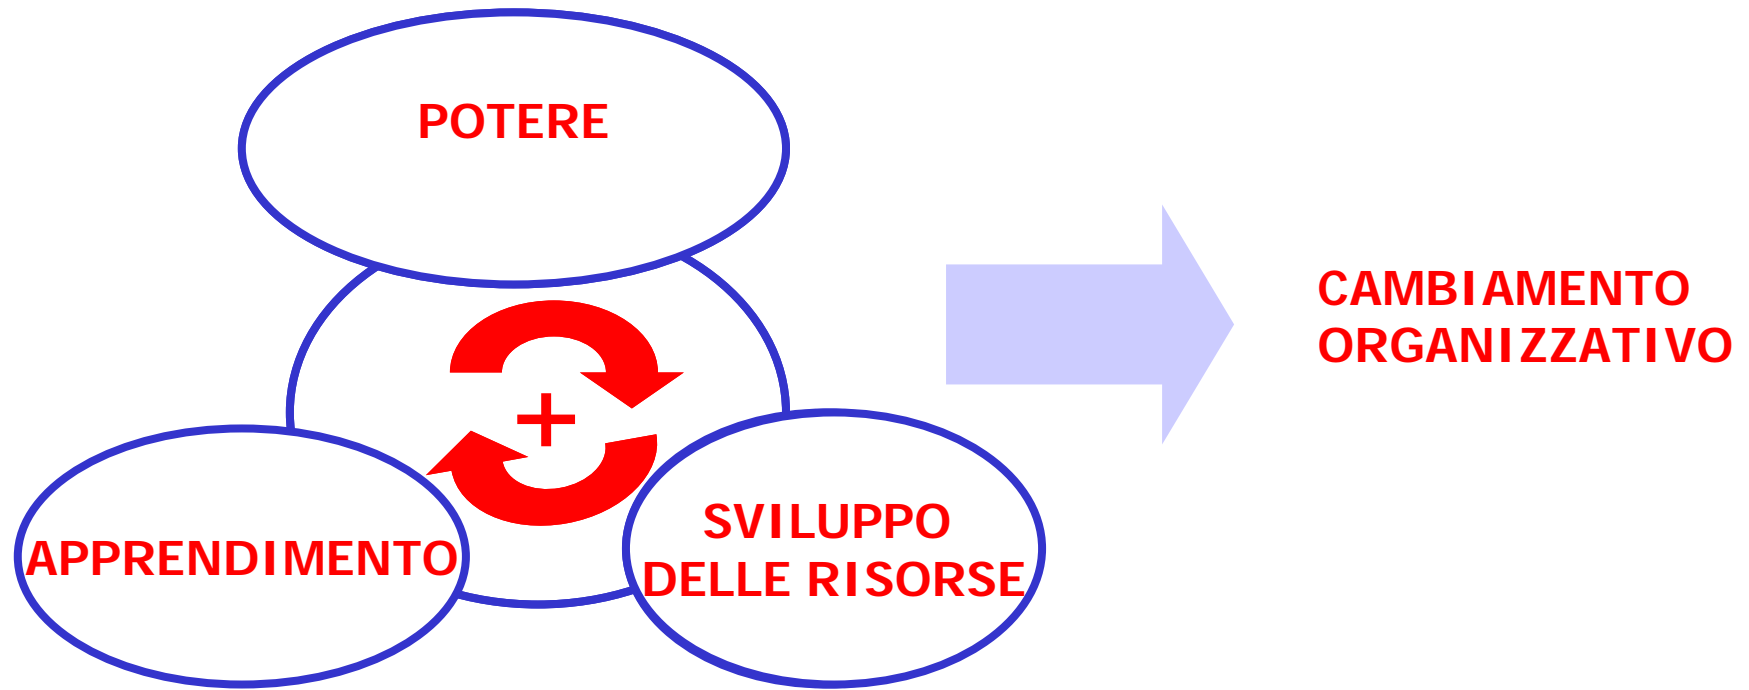 POTERE
+
APPRENDIMENTO
SVILUPPO
DELLE RISORSE
CAMBIAMENTO
ORGANIZZATIVO